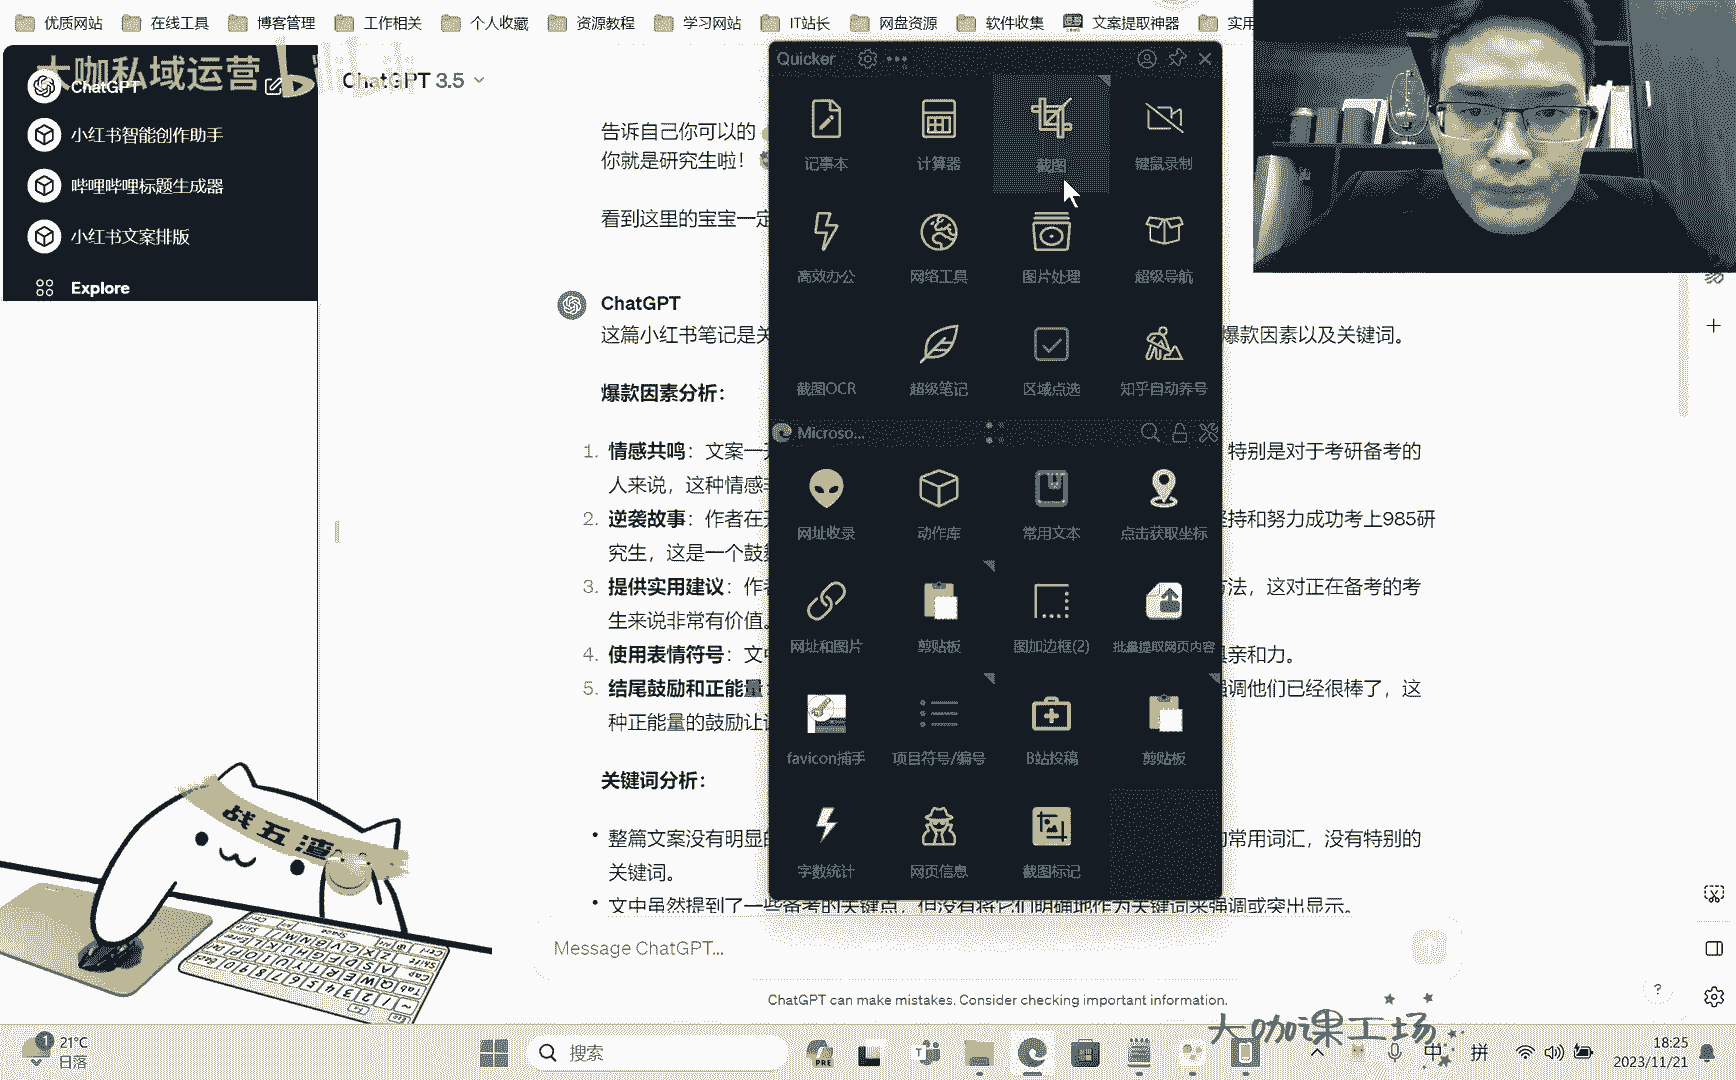 优质网站 在线工具 博客管理 工作相关 个人收藏 资源教程 学习网站 IT站长 网盘资源 软件收集 文案提取神器 实用
大咖私域运营
ChatGPT
小红书智能创作助手
哔哩哔哩标题生成器
小红书文案排版
Explore
ChatGPT 3.5
告诉自己你可以的
你就是研究生啦！
看到这里的宝宝一定
ChatGPT
这篇小红书笔记是关 爆款因素以及关键词。
爆款因素分析：
1. 情感共鸣：文案一开 特别是对于考研备考的
人来说，这种情感
2. 逆袭故事：作者在 坚持和努力成功考上985研
究生，这是一个鼓
3. 提供实用建议：作者 方法，这对正在备考的考
生来说非常有价值。
4. 使用表情符号：文中 亲和力。
5. 结尾鼓励和正能量 强调他们已经很棒了，这
种正能量的鼓励让
关键词分析：
• 整篇文案没有明显的 的常用词汇，没有特别的
关键词。
• 文中虽然提到了一些备考的关键点，但没有将它们明确地作为关键词来强调或突出显示。
Message ChatGPT...
ChatGPT can make mistakes. Consider checking important information.
?
Quicker
记事本 计算器 截图 键鼠录制
高效办公 网络工具 图片处理 超级导航
截图OCR 超级笔记 区域点选 知乎自动养号
Microso...
网址收录 动作库 常用文本 点击获取坐标
网址和图片 剪贴板 图加边框(2) 批量提取网页内容
favicon捕手 项目符号/编号 B站投稿 剪贴板
字数统计 网页信息 截图标记
战五渣
大咖课工场
1
21°C
日落
搜索
PRE
中 拼
18:25
2023/11/21